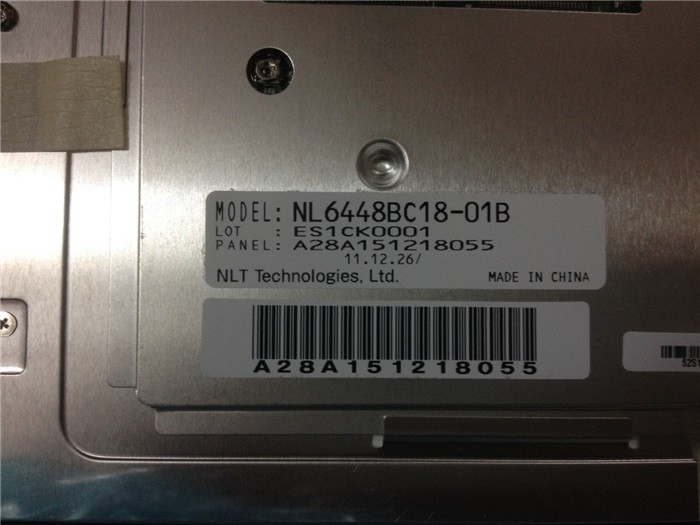 MODEL: NL6448BC18-01B
LOT : ES1CK0001
PANEL: A28A151218055
11.12.26/
NLT Technologies, Ltd. MADE IN CHINA
A28A151218055